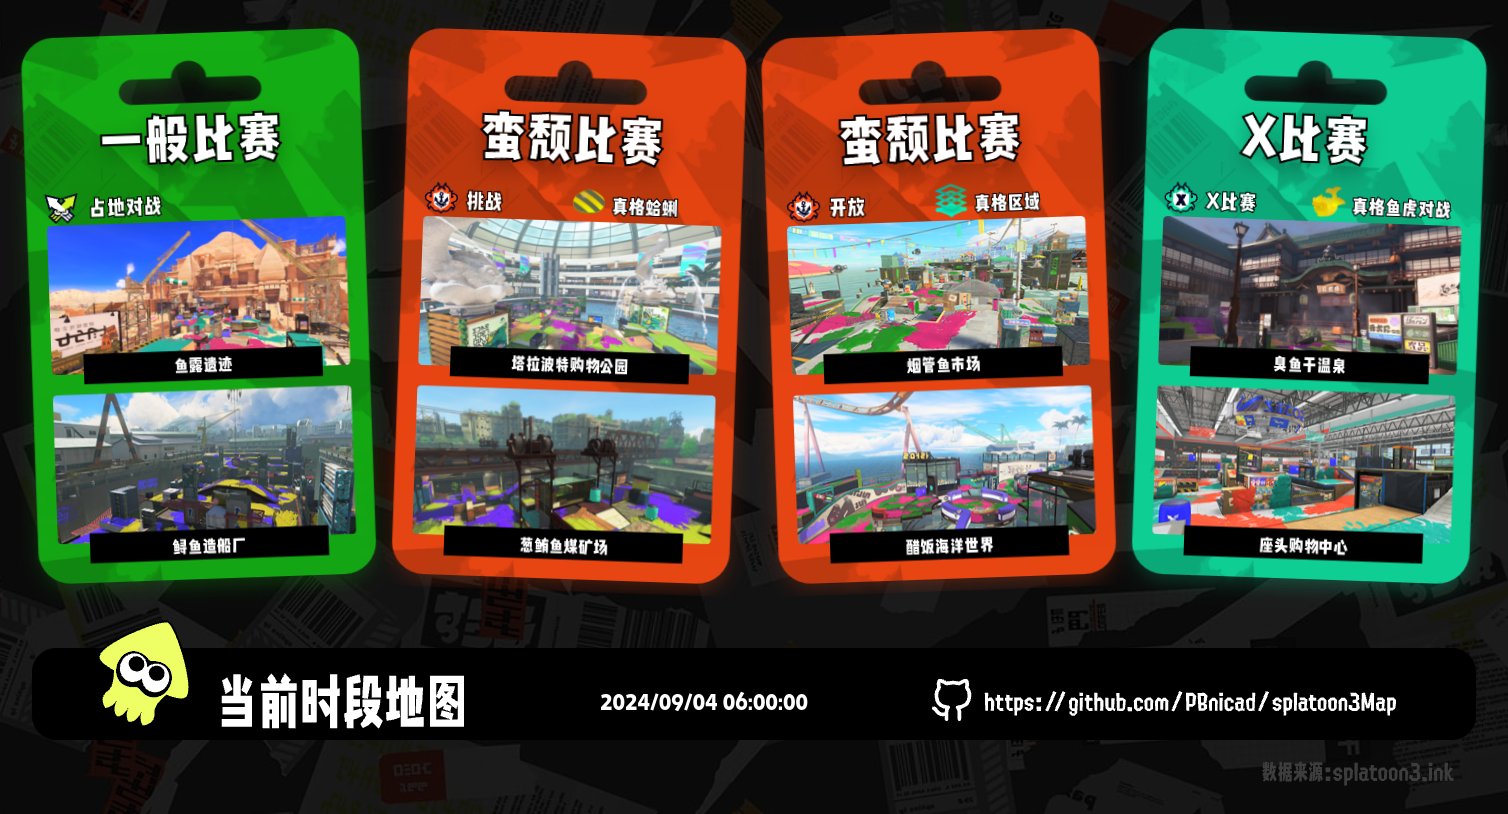 一般比赛
占地对战
鱼露遗迹
鲟鱼造船厂
蛮颓比赛
挑战
真格蛤蜊
塔拉波特购物公园
葱鲔鱼煤矿场
蛮颓比赛
开放
真格区域
烟管鱼市场
醋饭海洋世界
X比赛
X比赛
真格鱼虎对战
臭鱼干温泉
座头购物中心
当前时段地图
2024/09/04 06:00:00
https://github.com/PBnicad/splatoon3Map
数据来源:splatoon3.ink